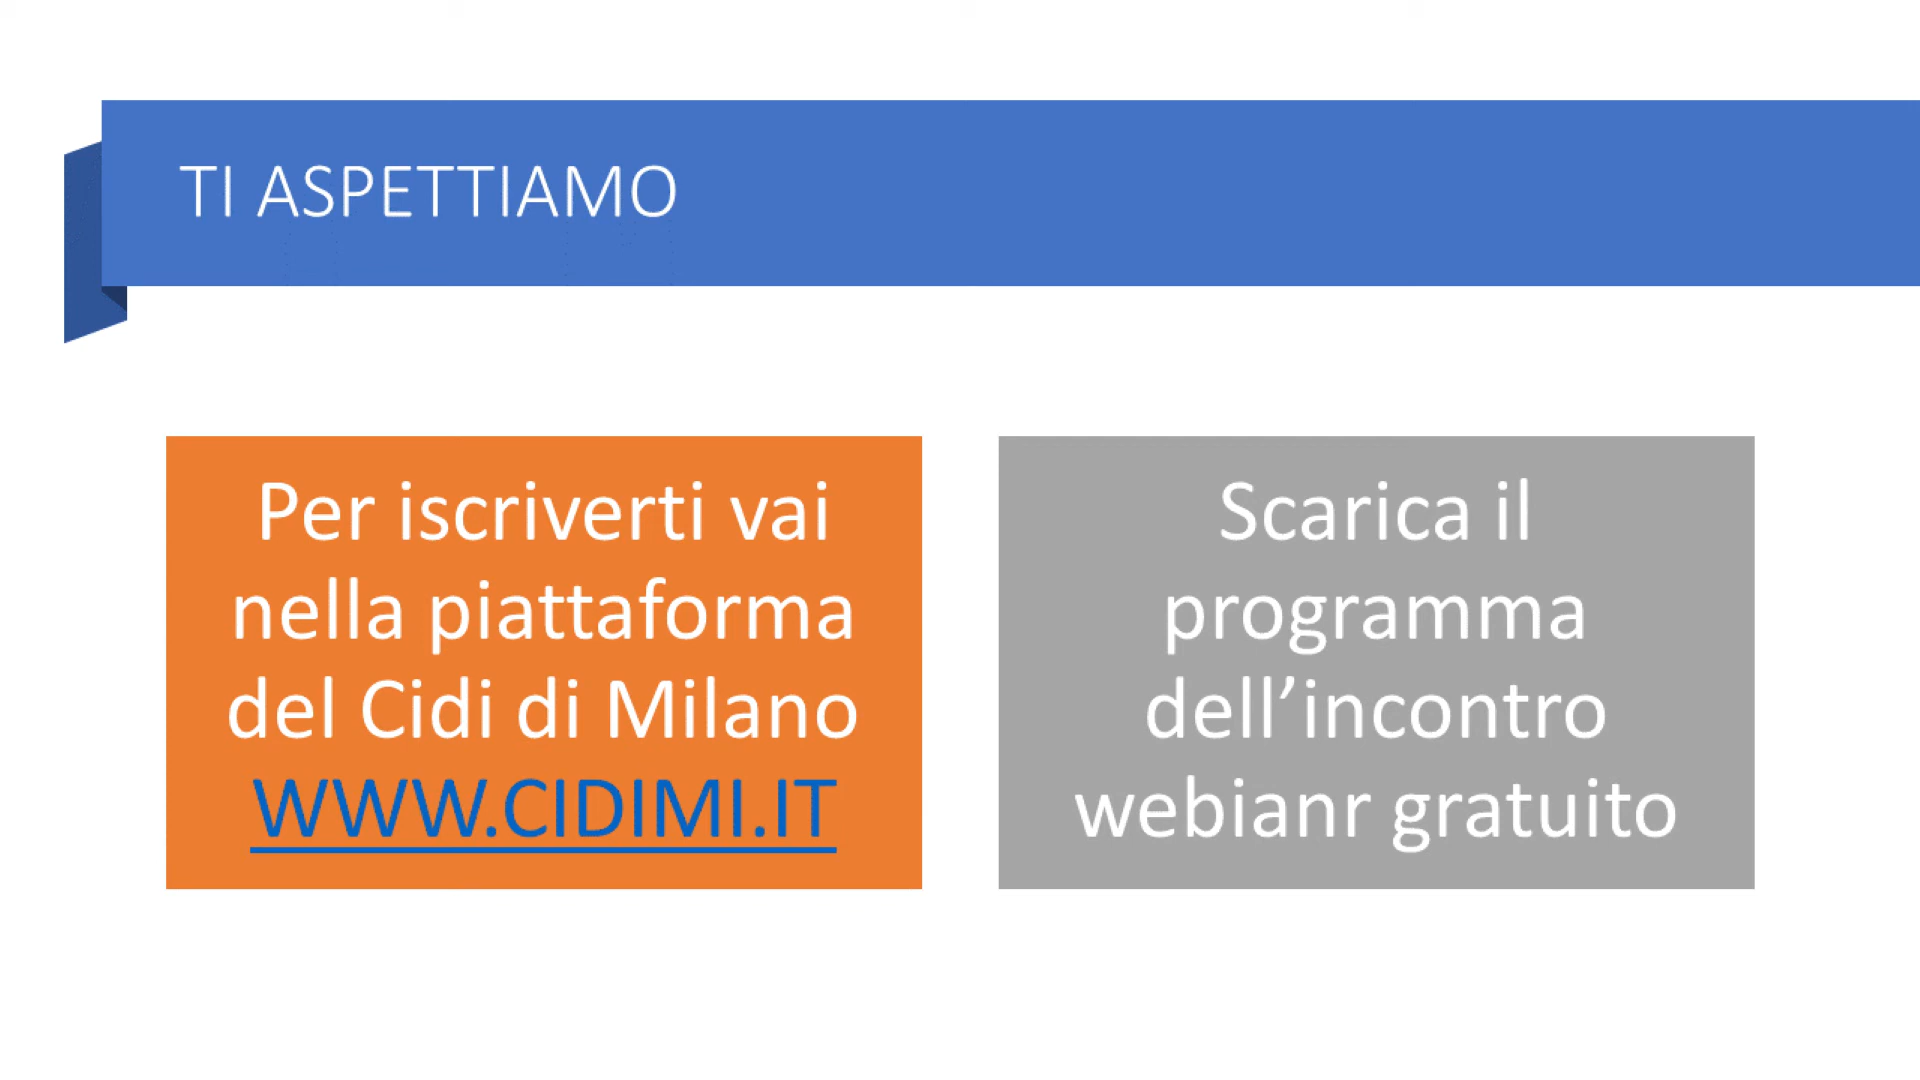 TI ASPETTIAMO
Per iscriverti vai
nella piattaforma
del Cidi di Milano
WWW.CIDIMI.IT
Scarica il
programma
dell’incontro
webianr gratuito